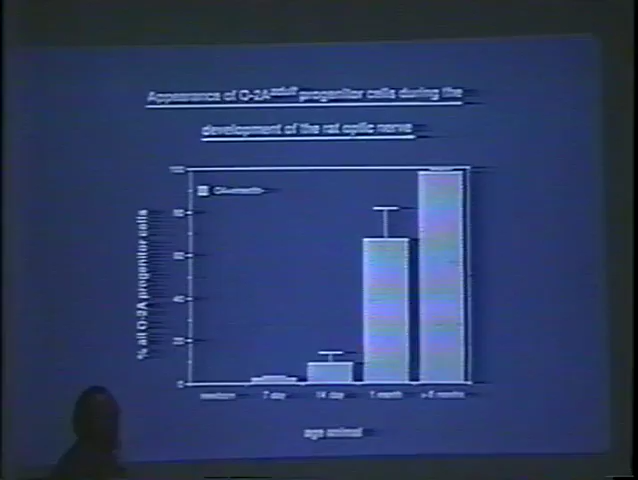 Appearance of O-2A^adult progenitor cells during the
development of the rat optic nerve
100
80
60
40
20
0
% all O-2A progenitor cells
7 day
14 day
1 month
age animal